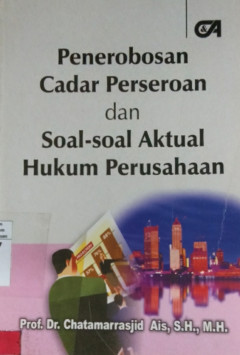 C&A
Penerobosan
Cadar Perseroan
dan
Soal-soal Aktual
Hukum Perusahaan
Prof. Dr. Chatamarrasjid Ais, S.H., M.H.